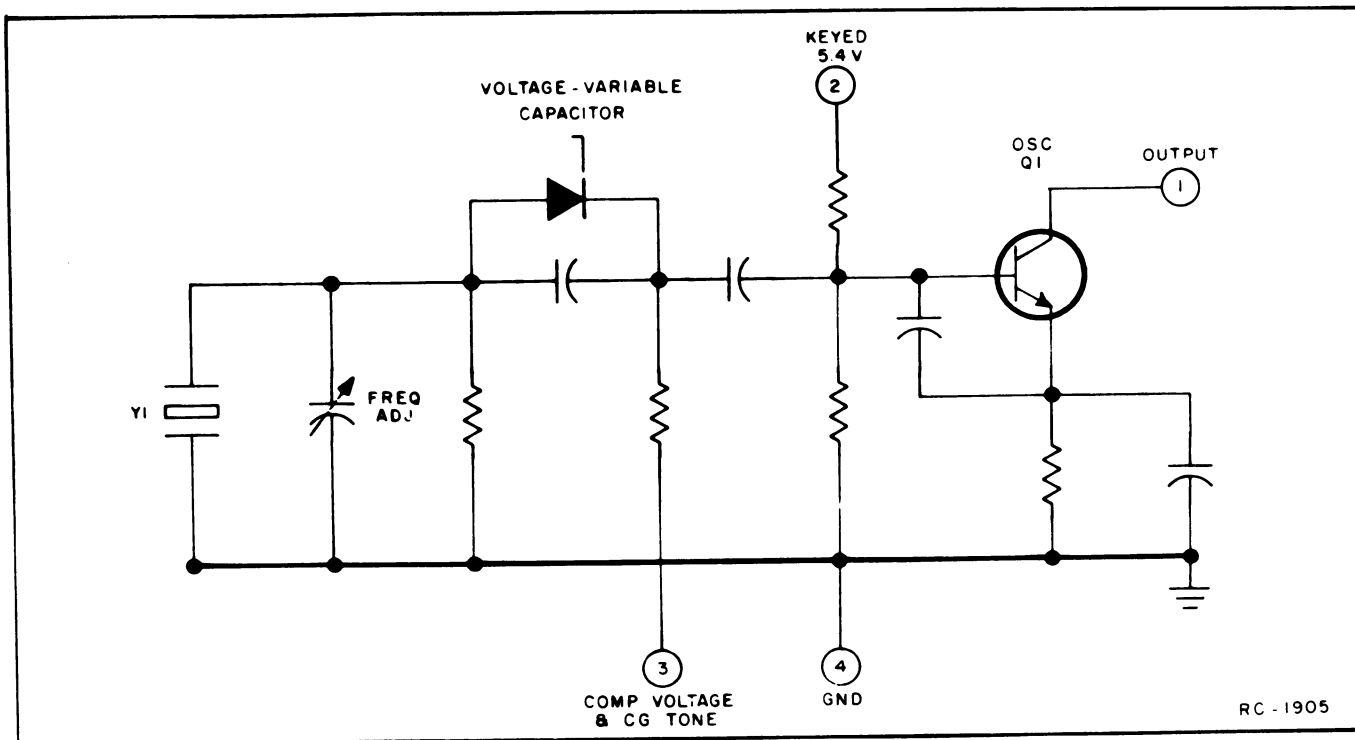 KEYED
5.4 V
2
VOLTAGE - VARIABLE
CAPACITOR
OSC
Q1
OUTPUT
1
Y1
FREQ
ADJ
3
COMP VOLTAGE
& CG TONE
4
GND
RC - 1905